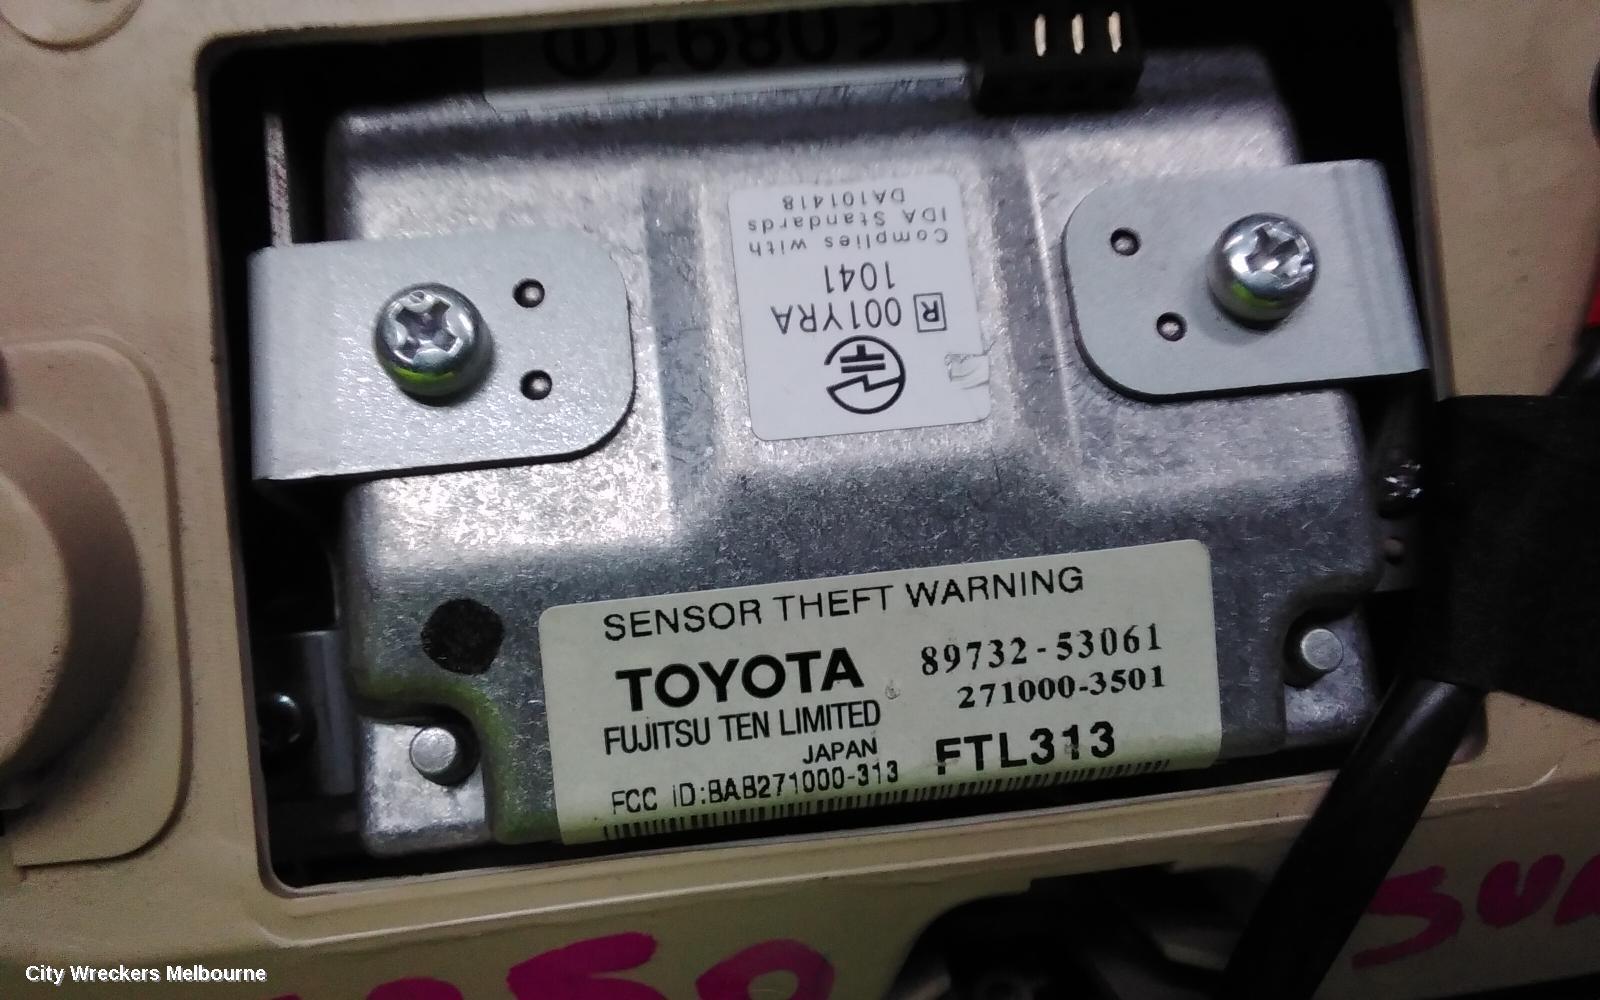 CE0891
DA101418
IDA Standards
Complies with
1041
R 001YRA
SENSOR THEFT WARNING
TOYOTA 89732-53061
FUJITSU TEN LIMITED 271000-3501
JAPAN FTL313
FCC ID:BAB271000-313
City Wreckers Melbourne